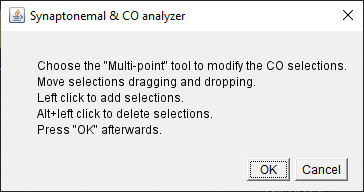 Synaptonemal & CO analyzer
Choose the "Multi-point" tool to modify the CO selections.
Move selections dragging and dropping.
Left click to add selections.
Alt+left click to delete selections.
Press "OK" afterwards.
OK Cancel